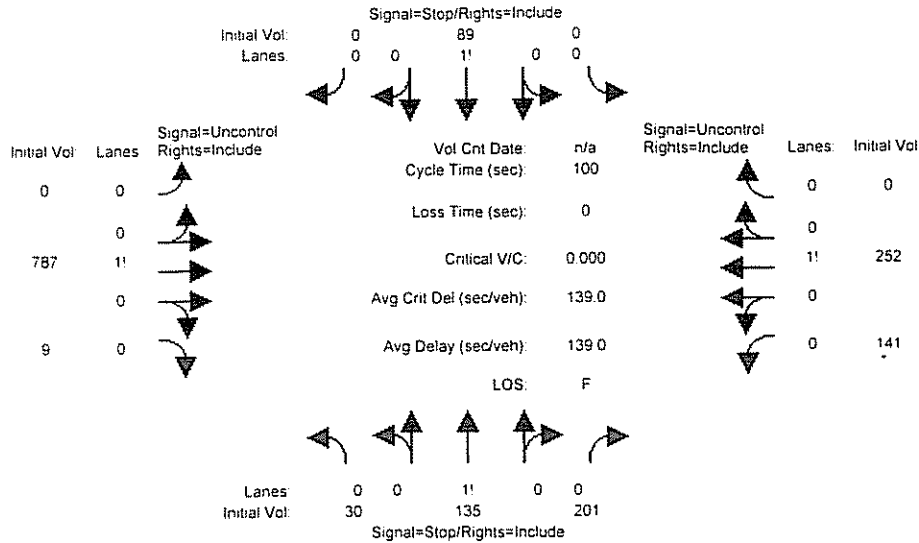 Signal=Stop/Rights=Include
Initial Vol: 0 89 0
Lanes: 0 0 1! 0 0
Signal=Uncontrol
Rights=Include
Initial Vol Lanes
0 0
0
787 1!
0
9 0
Vol Cnt Date: n/a
Cycle Time (sec): 100
Loss Time (sec): 0
Critical V/C: 0.000
Avg Crit Del (sec/veh): 139.0
Avg Delay (sec/veh): 139.0
LOS: F
Signal=Uncontrol
Rights=Include
Lanes: Initial Vol
0 0
0
1! 252
0
0 141
Lanes: 0 0 1! 0 0
Initial Vol: 30 135 201
Signal=Stop/Rights=Include